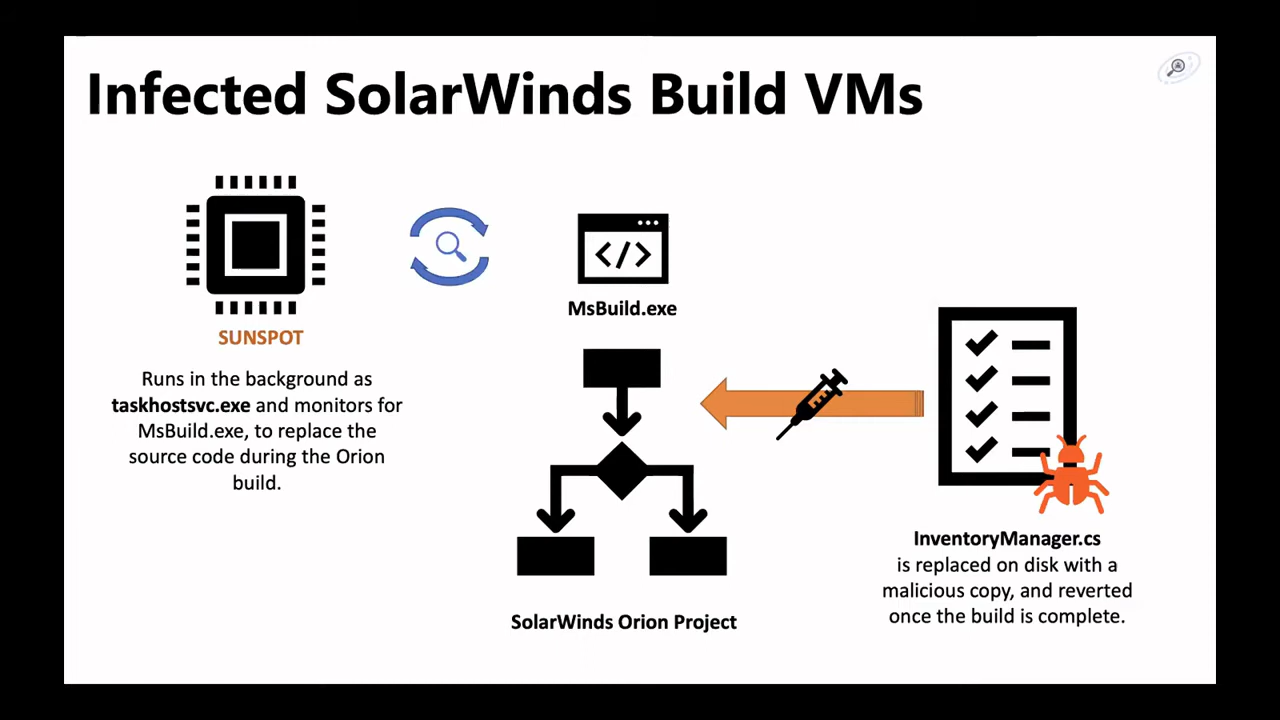 Infected SolarWinds Build VMs
</>
MsBuild.exe
SUNSPOT
Runs in the background as
taskhostsvc.exe and monitors for
MsBuild.exe, to replace the
source code during the Orion
build.
SolarWinds Orion Project
InventoryManager.cs
is replaced on disk with a
malicious copy, and reverted
once the build is complete.